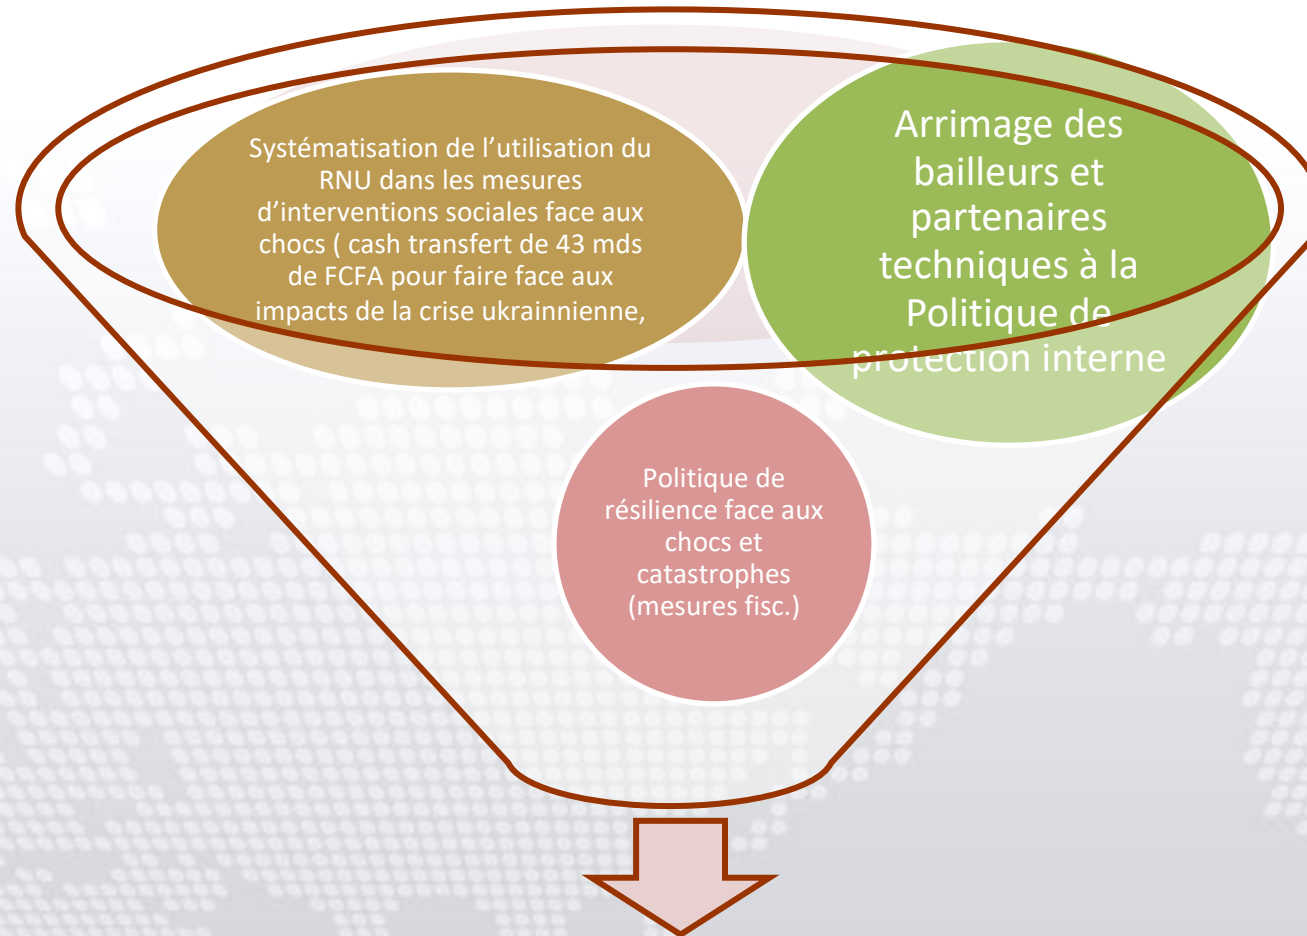 Systématisation de l’utilisation du
RNU dans les mesures
d’interventions sociales face aux
chocs ( cash transfert de 43 mds
de FCFA pour faire face aux
impacts de la crise ukrainnienne,
Arrimage des
bailleurs et
partenaires
techniques à la
Politique de
protection interne
Politique de
résilience face aux
chocs et
catastrophes
(mesures fisc.)